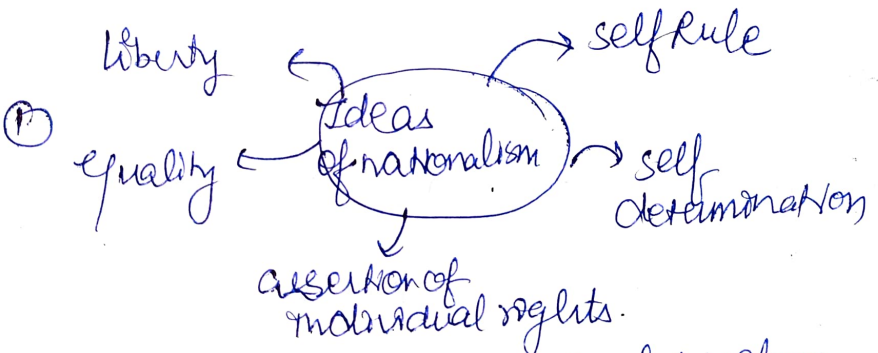 liberty
self Rule
Ideas
of nationalism
equality
self
determination
assertion of
individual rights.